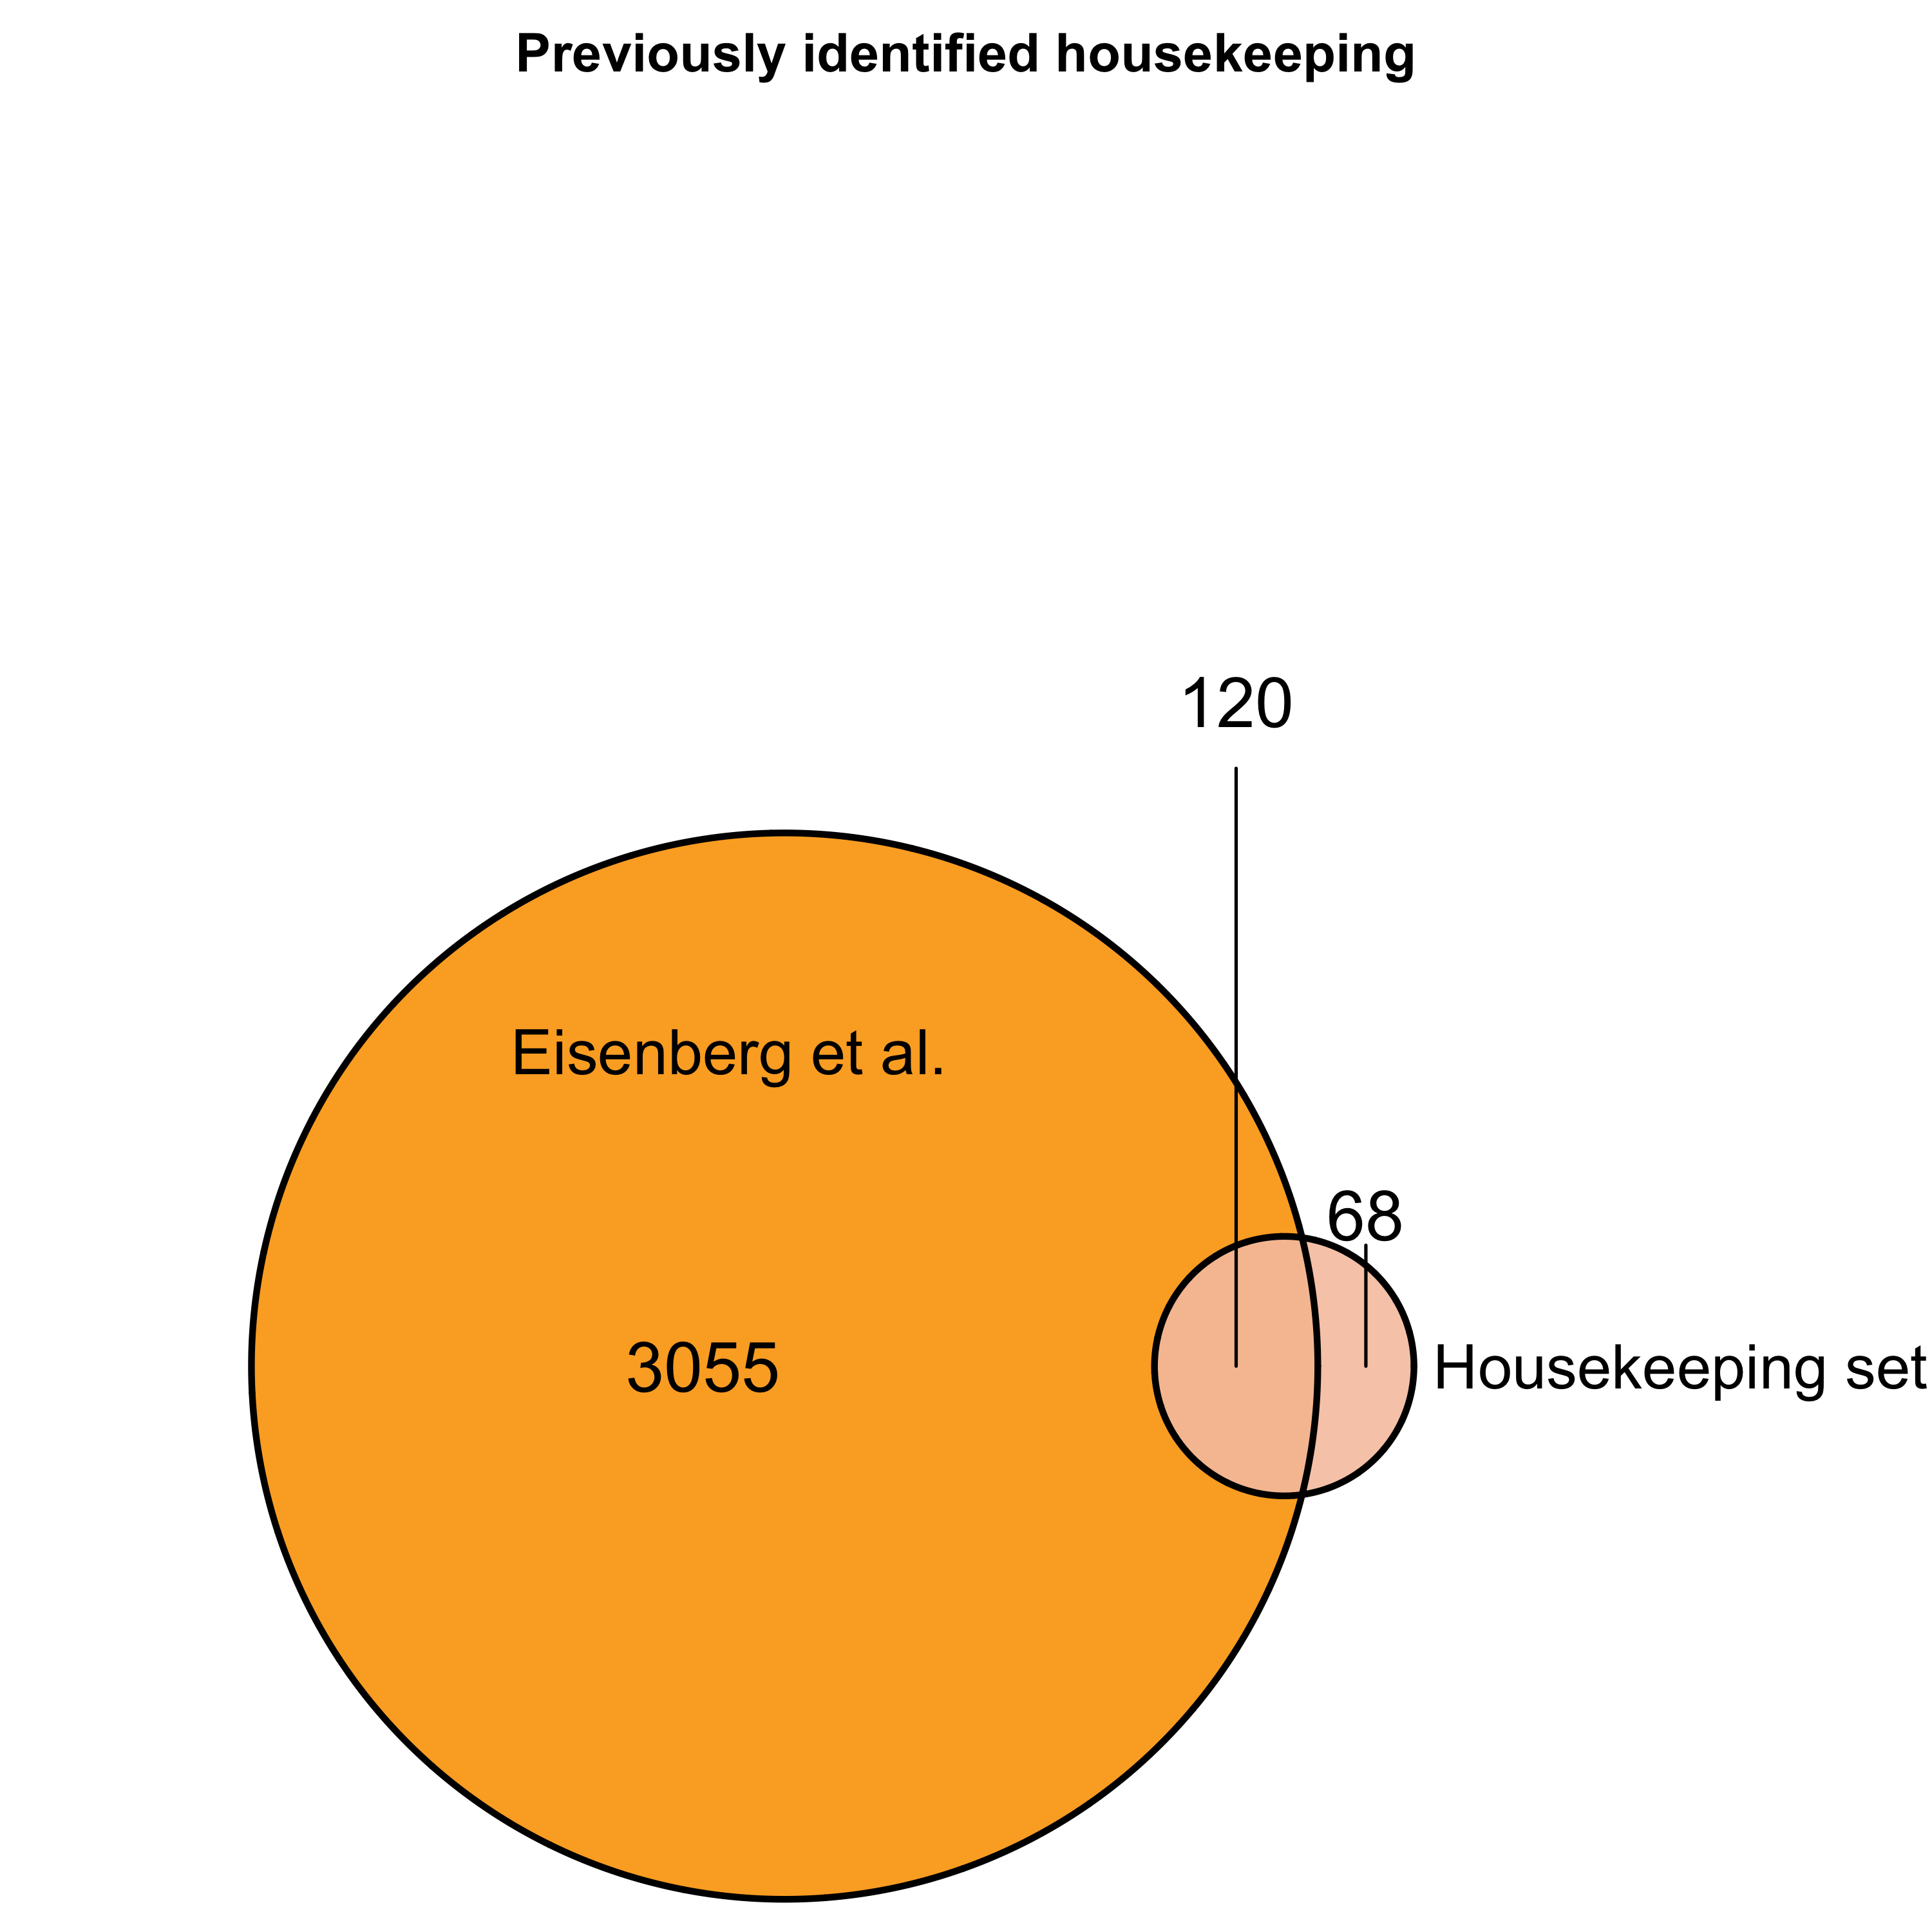 Previously identified housekeeping
120
Eisenberg et al.
68
3055
Housekeeping set